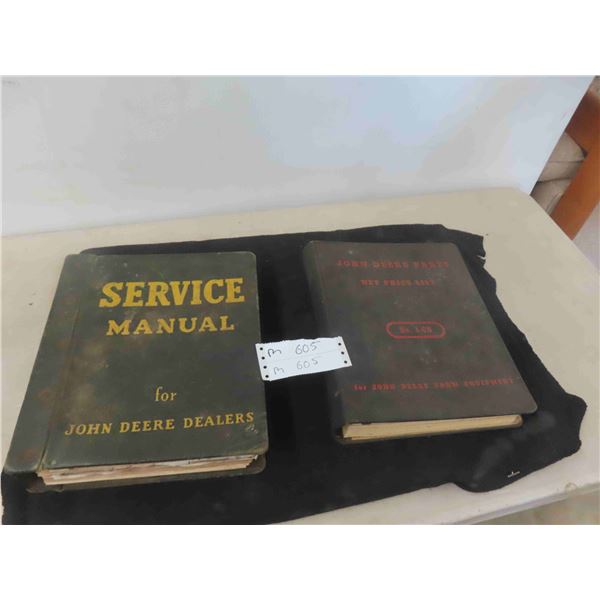 SERVICE
MANUAL
for
JOHN DEERE DEALERS
m 605
m 605
JOHN DEERE PARTS
NET PRICE LIST
for JOHN DEERE FARM EQUIPMENT